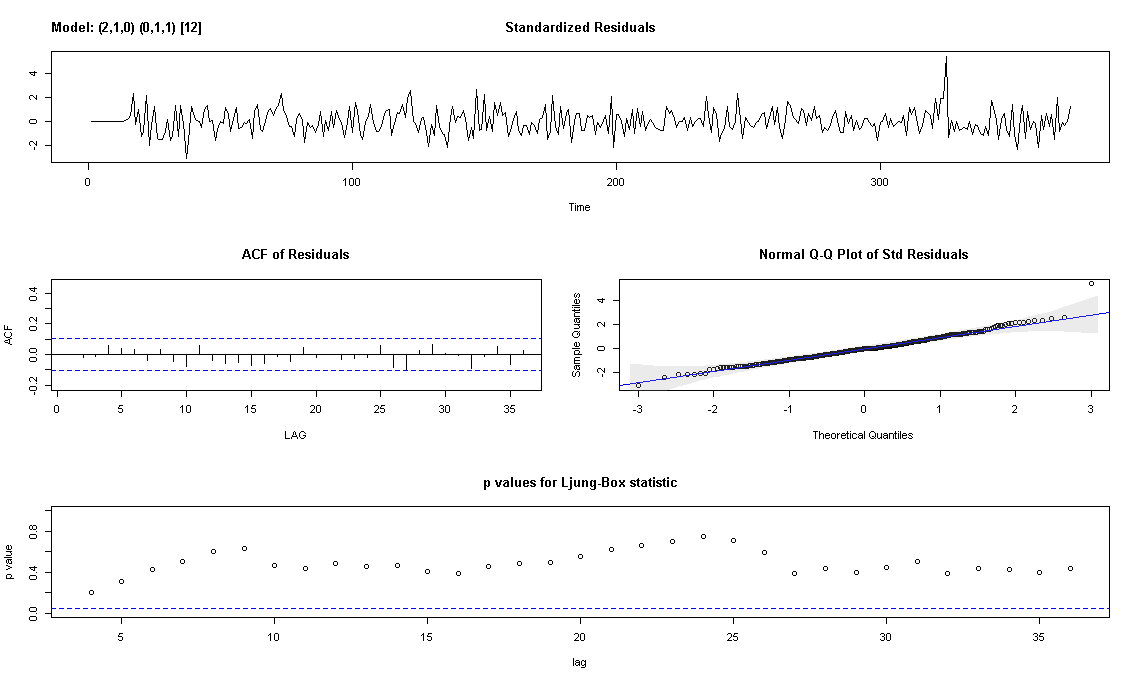 Model: (2,1,0) (0,1,1) [12]
Standardized Residuals
4
2
0
-2
0 100 200 300
Time
ACF of Residuals
ACF
0.4
0.2
0.0
-0.2
0 5 10 15 20 25 30 35
LAG
Normal Q-Q Plot of Std Residuals
Sample Quantiles
4
2
0
-2
-3 -2 -1 0 1 2 3
Theoretical Quantiles
p values for Ljung-Box statistic
p value
0.8
0.4
0.0
5 10 15 20 25 30 35
lag